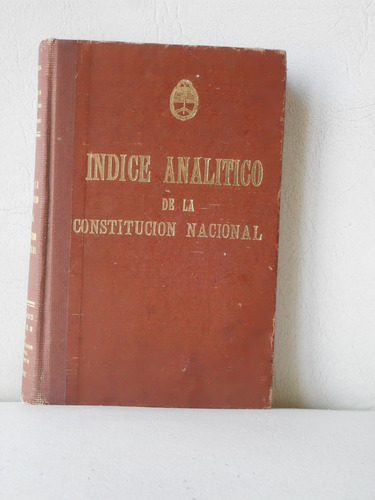 INDICE ANALITICO
DE LA
CONSTITUCION NACIONAL